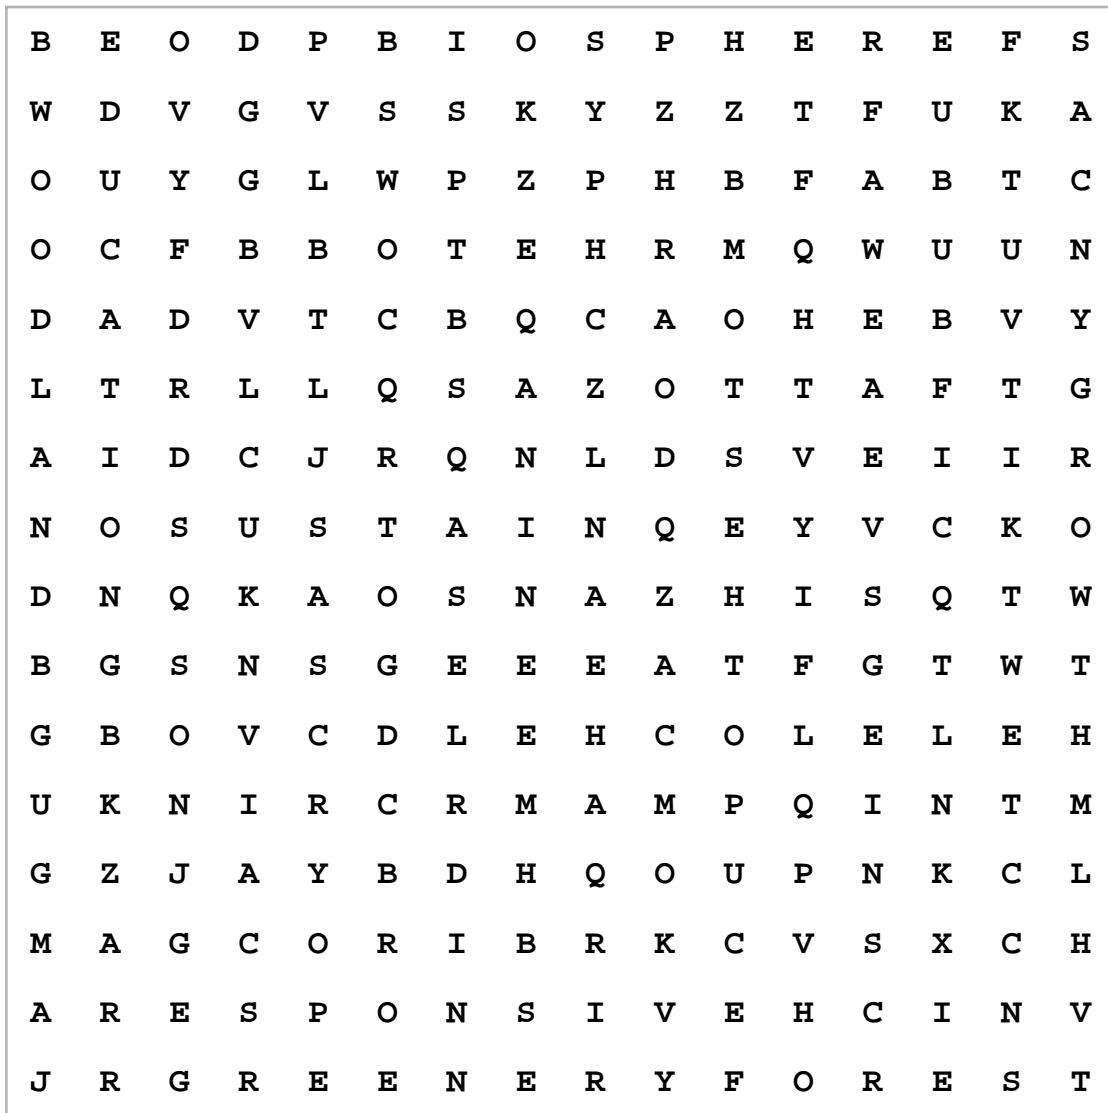 B E O D P B I O S P H E R E F S
W D V G V S S K Y Z Z T F U K A
O U Y G L W P Z P H B F A B T C
O C F B B O T E H R M Q W U U N
D A D V T C B Q C A O H E B V Y
L T R L L Q S A Z O T T A F T G
A I D C J R Q N L D S V E I I R
N O S U S T A I N Q E Y V C K O
D N Q K A O S N A Z H I S Q T W
B G S N S G E E E A T F G T W T
G B O V C D L E H C O L E L E H
U K N I R C R M A M P Q I N T M
G Z J A Y B D H Q O U P N K C L
M A G C O R I B R K C V S X C H
A R E S P O N S I V E H C I N V
J R G R E E N E R Y F O R E S T